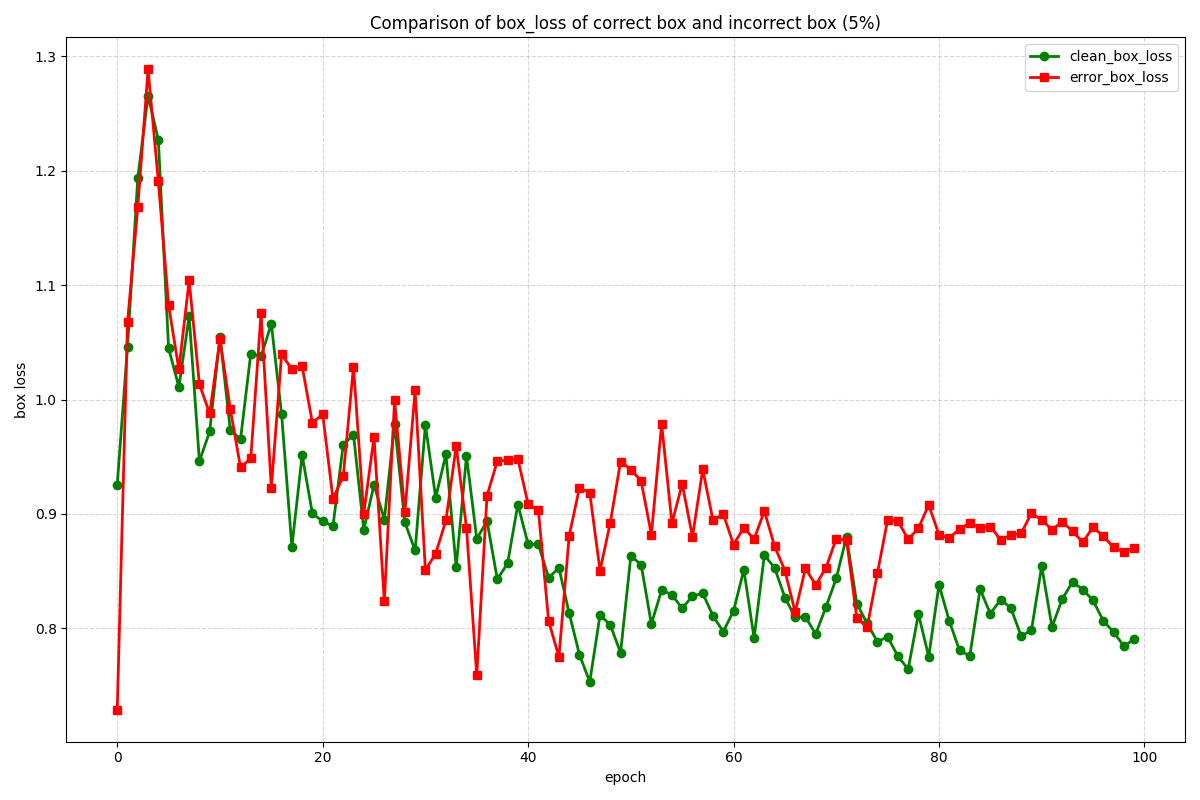 Comparison of box_loss of correct box and incorrect box (5%)
clean_box_loss
error_box_loss
box loss
1.3
1.2
1.1
1.0
0.9
0.8
0
20
40
60
80
100
epoch